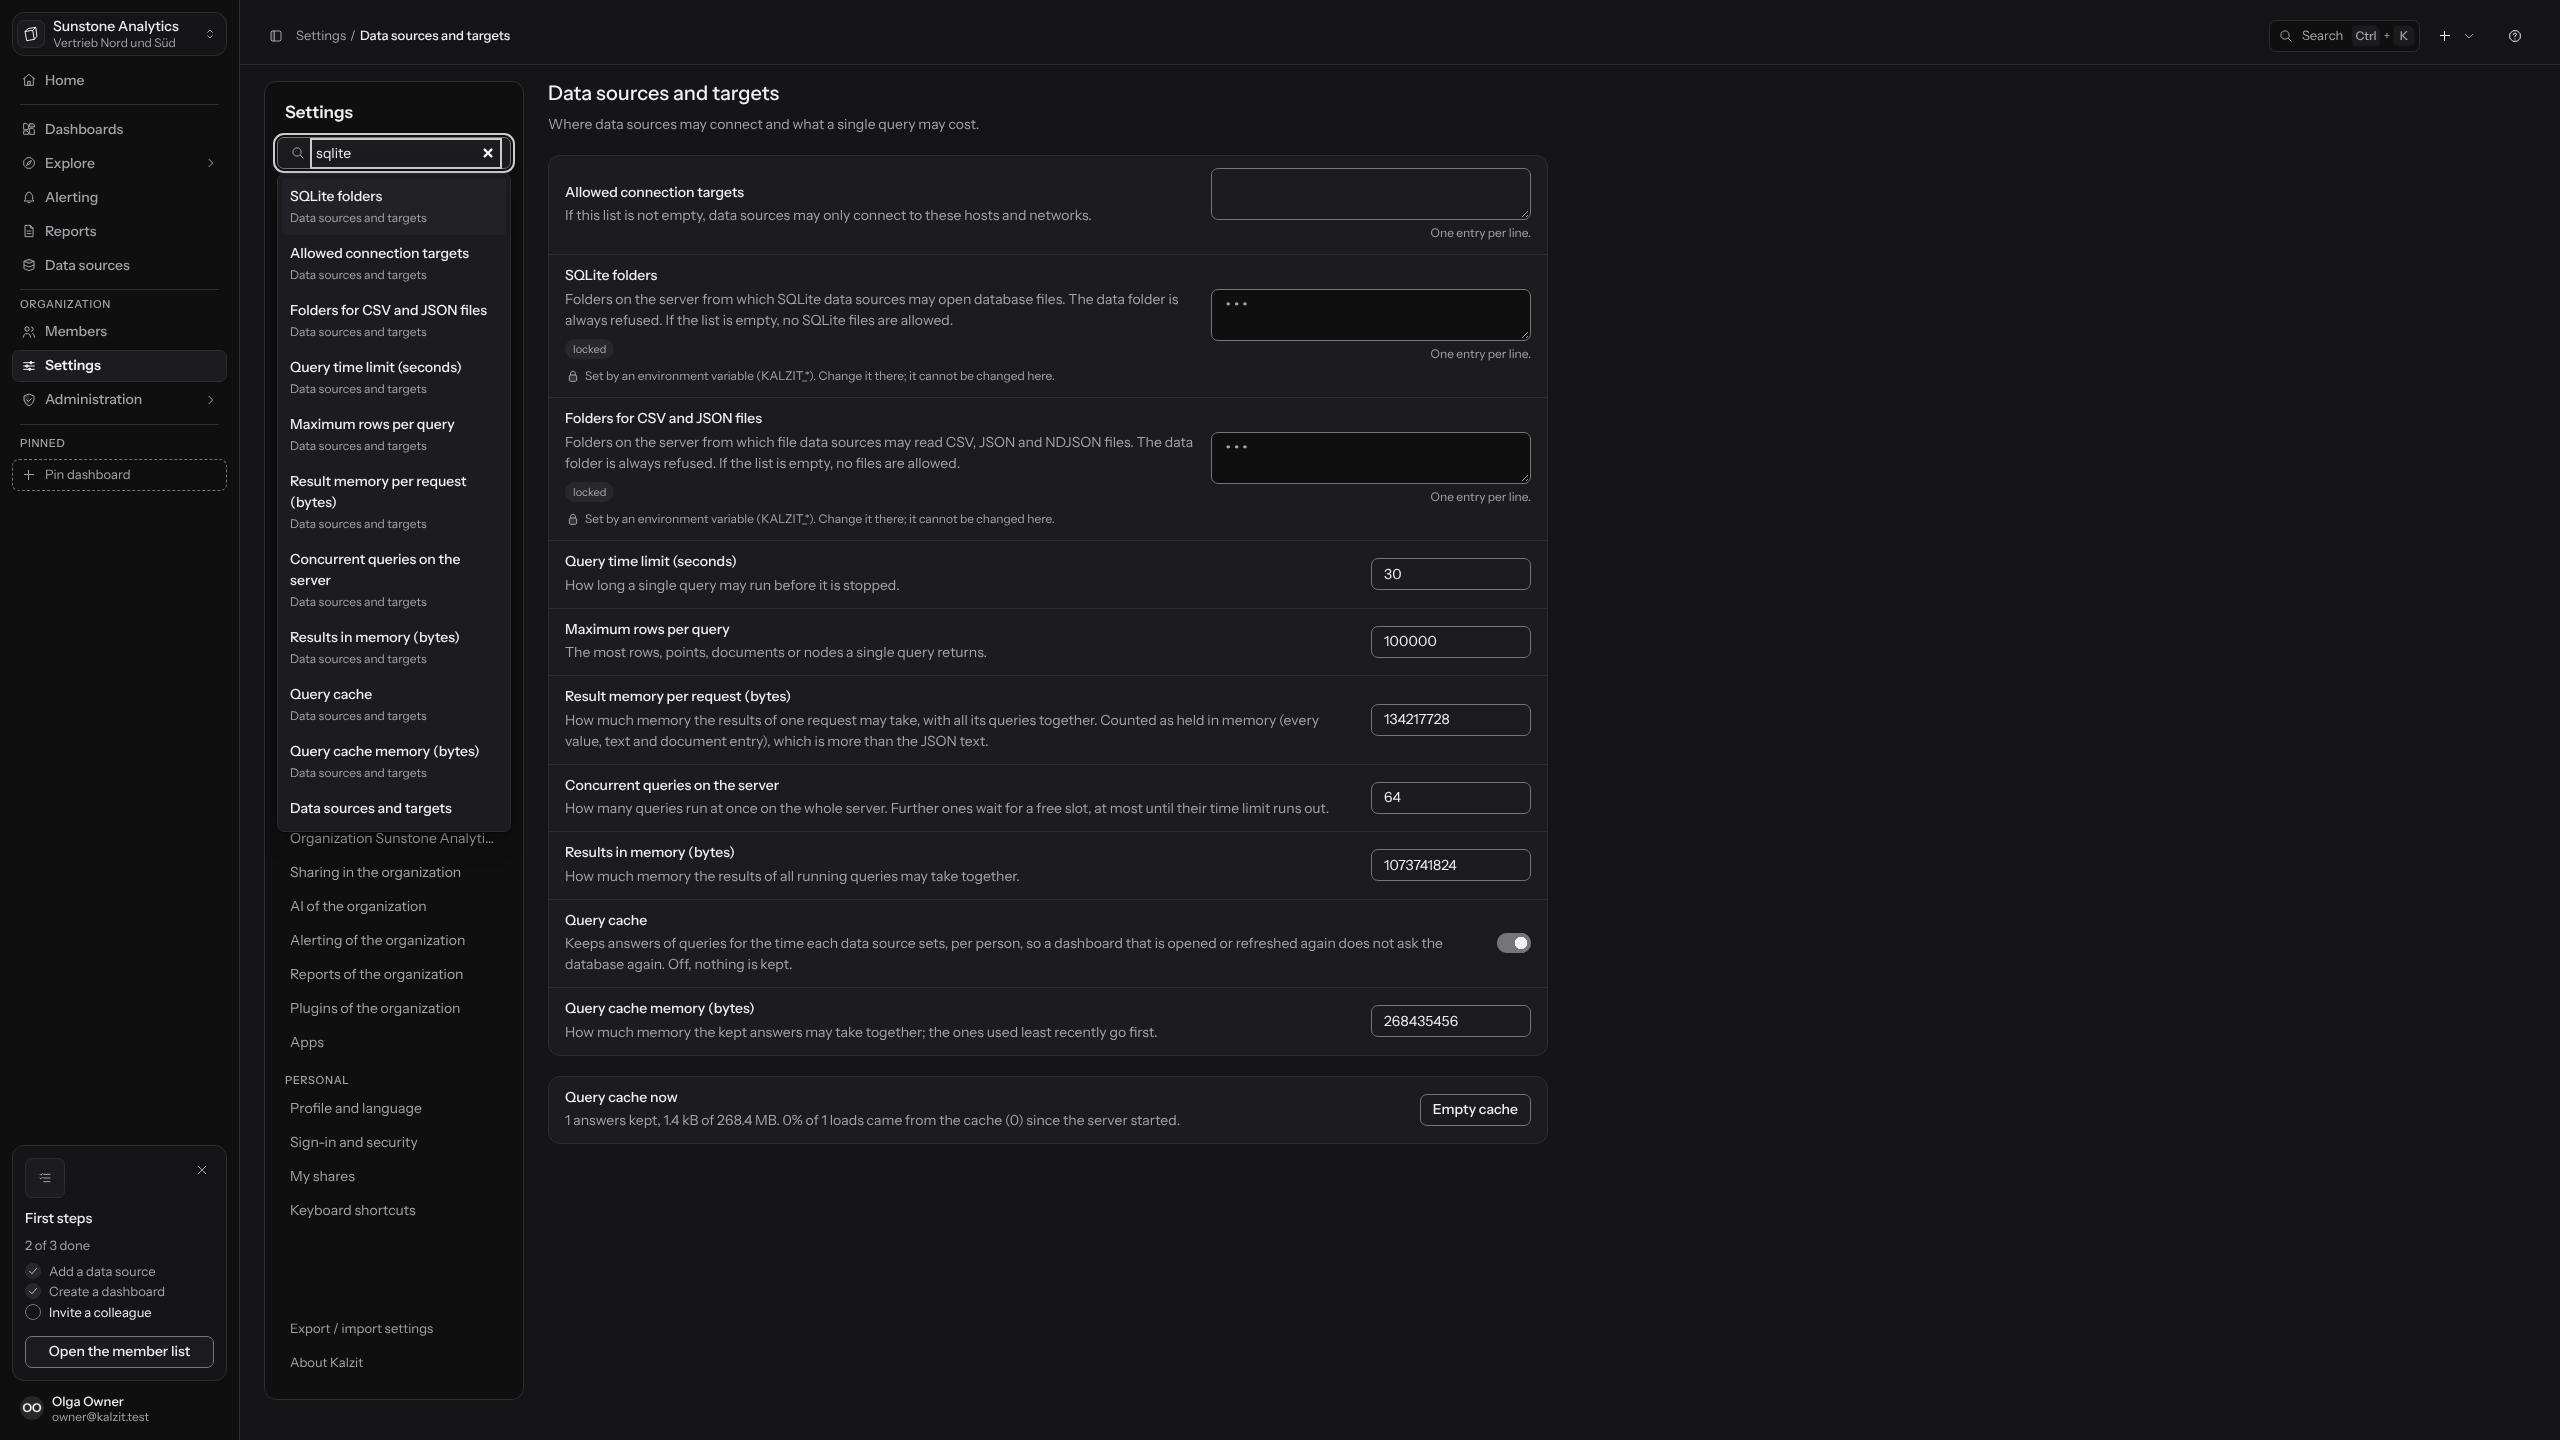 Sunstone Analytics
Vertrieb Nord und Süd
Home
Dashboards
Explore
Alerting
Reports
Data sources
ORGANIZATION
Members
Settings
Administration
PINNED
Pin dashboard
First steps
2 of 3 done
Add a data source
Create a dashboard
Invite a colleague
Open the member list
OO
Olga Owner
owner@kalzit.test
Settings / Data sources and targets
Search Ctrl + K
Settings
sqlite
SQLite folders
Data sources and targets
Allowed connection targets
Data sources and targets
Folders for CSV and JSON files
Data sources and targets
Query time limit (seconds)
Data sources and targets
Maximum rows per query
Data sources and targets
Result memory per request
(bytes)
Data sources and targets
Concurrent queries on the
server
Data sources and targets
Results in memory (bytes)
Data sources and targets
Query cache
Data sources and targets
Query cache memory (bytes)
Data sources and targets
Data sources and targets
Organization Sunstone Analyti...
Sharing in the organization
AI of the organization
Alerting of the organization
Reports of the organization
Plugins of the organization
Apps
PERSONAL
Profile and language
Sign-in and security
My shares
Keyboard shortcuts
Export / import settings
About Kalzit
Data sources and targets
Where data sources may connect and what a single query may cost.
Allowed connection targets
If this list is not empty, data sources may only connect to these hosts and networks.
One entry per line.
SQLite folders
Folders on the server from which SQLite data sources may open database files. The data folder is
always refused. If the list is empty, no SQLite files are allowed.
locked
•••
One entry per line.
Set by an environment variable (KALZIT_*). Change it there; it cannot be changed here.
Folders for CSV and JSON files
Folders on the server from which file data sources may read CSV, JSON and NDJSON files. The data
folder is always refused. If the list is empty, no files are allowed.
locked
•••
One entry per line.
Set by an environment variable (KALZIT_*). Change it there; it cannot be changed here.
Query time limit (seconds)
How long a single query may run before it is stopped.
30
Maximum rows per query
The most rows, points, documents or nodes a single query returns.
100000
Result memory per request (bytes)
How much memory the results of one request may take, with all its queries together. Counted as held in memory (every
value, text and document entry), which is more than the JSON text.
134217728
Concurrent queries on the server
How many queries run at once on the whole server. Further ones wait for a free slot, at most until their time limit runs out.
64
Results in memory (bytes)
How much memory the results of all running queries may take together.
1073741824
Query cache
Keeps answers of queries for the time each data source sets, per person, so a dashboard that is opened or refreshed again does not ask the
database again. Off, nothing is kept.
Query cache memory (bytes)
How much memory the kept answers may take together; the ones used least recently go first.
268435456
Query cache now
1 answers kept, 1.4 kB of 268.4 MB. 0% of 1 loads came from the cache (0) since the server started.
Empty cache